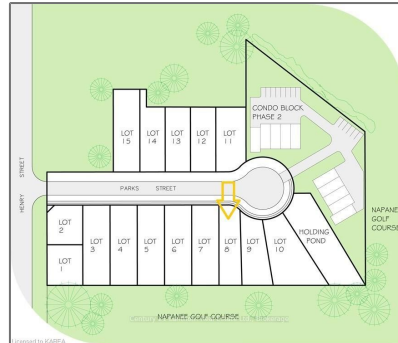 CONDO BLOCK
PHASE 2
LOT
15
LOT
14
LOT
13
LOT
12
LOT
11
HENRY STREET
PARKS STREET
LOT
2
LOT
1
LOT
3
LOT
4
LOT
5
LOT
6
LOT
7
LOT
8
LOT
9
LOT
10
HOLDING
POND
NAPANEE
GOLF
COURSE
NAPANEE GOLF COURSE
Licensed to KAREA